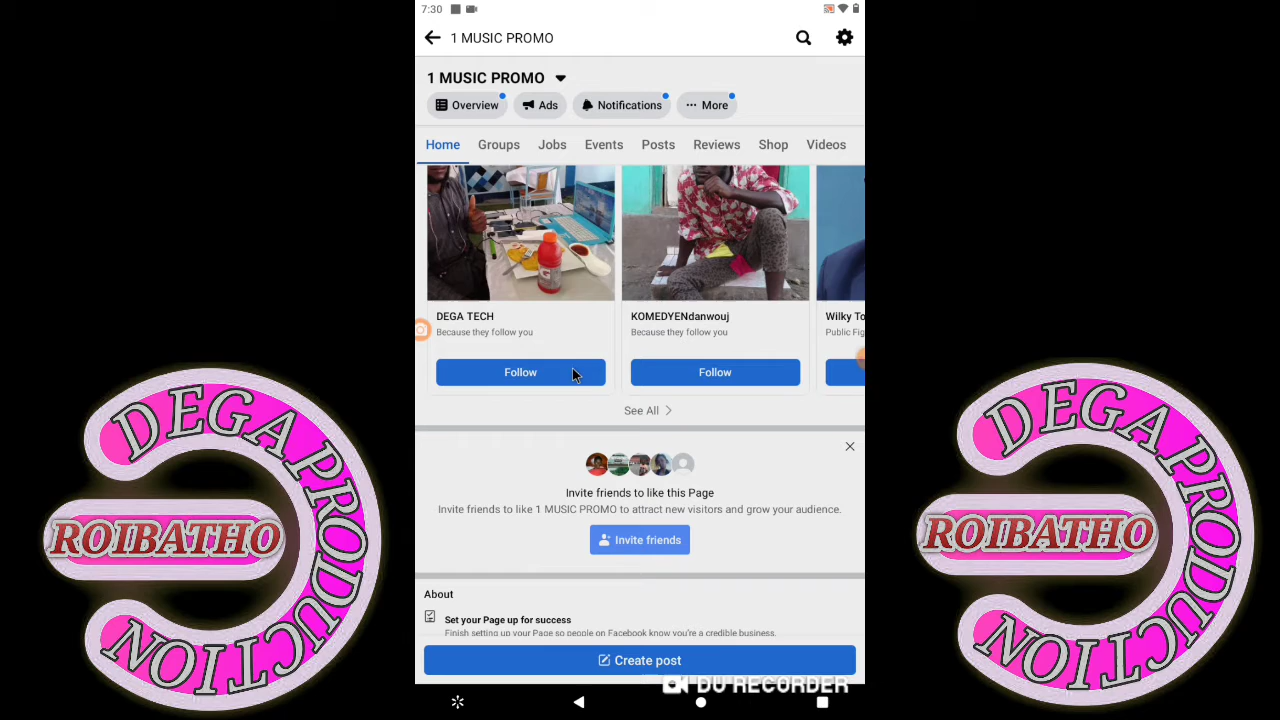 7:30
1 MUSIC PROMO
1 MUSIC PROMO
Overview
Ads
Notifications
More
Home
Groups
Jobs
Events
Posts
Reviews
Shop
Videos
DEGA TECH
Because they follow you
Follow
KOMEDYENdanwouj
Because they follow you
Follow
Wilky To
Public Fig
See All
Invite friends to like this Page
Invite friends to like 1 MUSIC PROMO to attract new visitors and grow your audience.
Invite friends
About
Set your Page up for success
Finish setting up your Page so people on Facebook know you're a credible business.
Create post
DU RECORDER
DEGA PRODUCTION
ROIBATHO
DEGA PRODUCTION
ROIBATHO